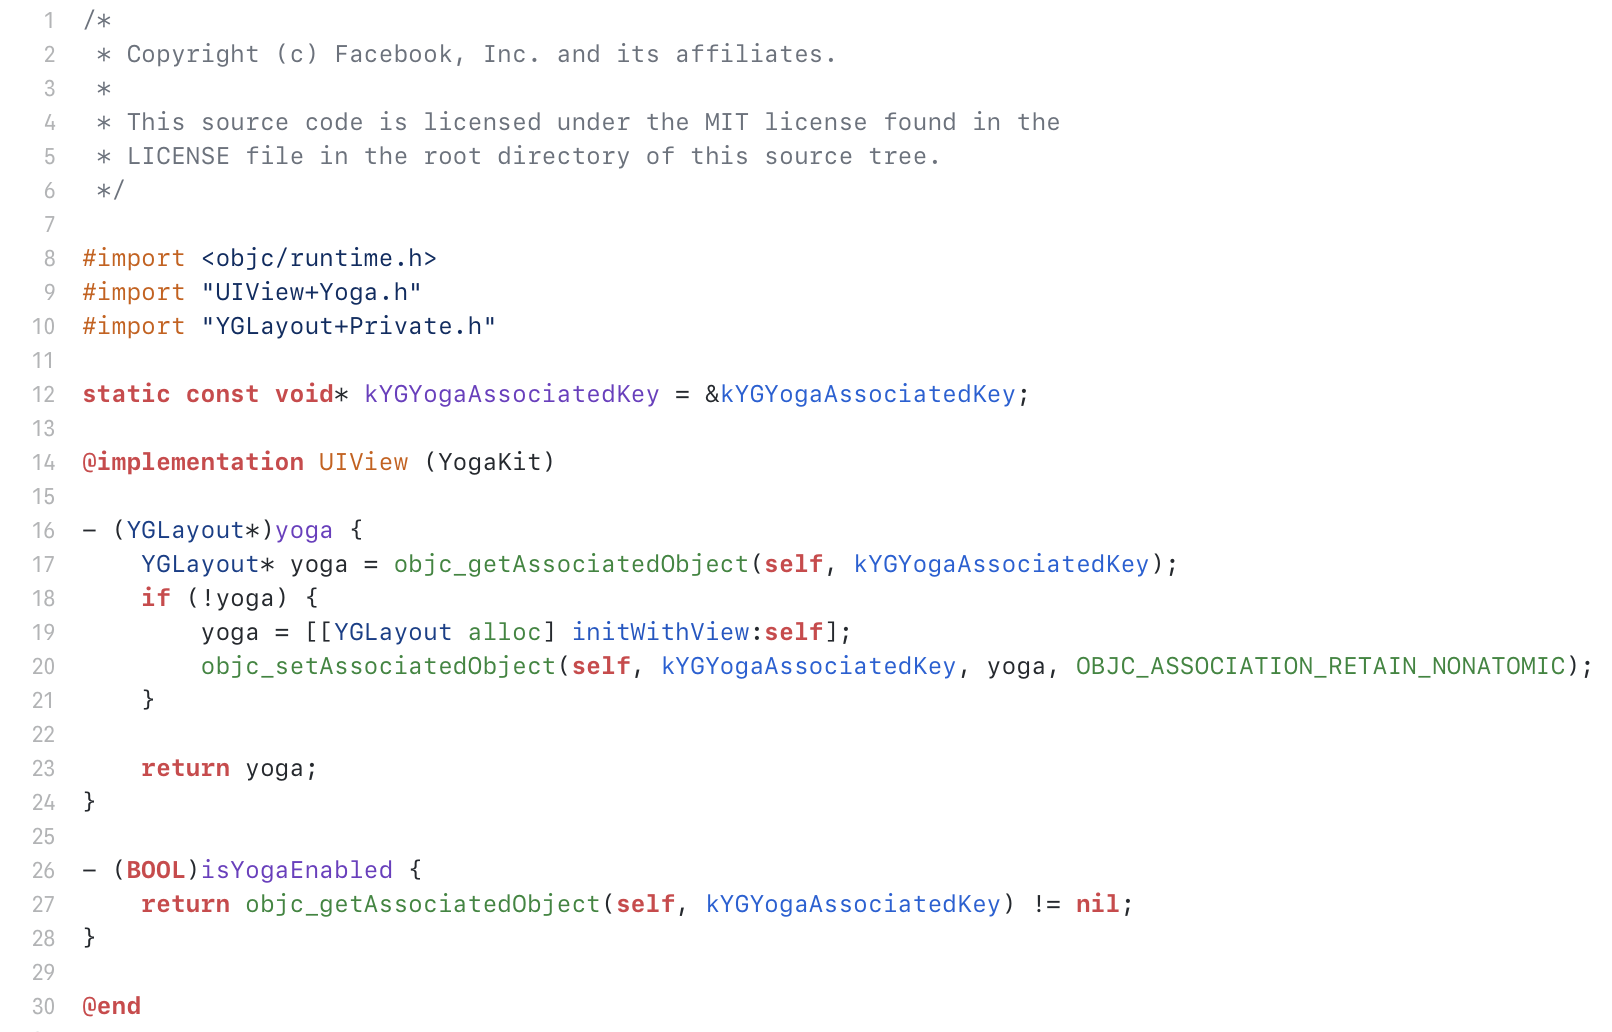 1 /*
2  * Copyright (c) Facebook, Inc. and its affiliates.
3  *
4  * This source code is licensed under the MIT license found in the
5  * LICENSE file in the root directory of this source tree.
6  */
7
8 #import <objc/runtime.h>
9 #import "UIView+Yoga.h"
10 #import "YGLayout+Private.h"
11
12 static const void* kYGYogaAssociatedKey = &kYGYogaAssociatedKey;
13
14 @implementation UIView (YogaKit)
15
16 - (YGLayout*)yoga {
17     YGLayout* yoga = objc_getAssociatedObject(self, kYGYogaAssociatedKey);
18     if (!yoga) {
19         yoga = [[YGLayout alloc] initWithView:self];
20         objc_setAssociatedObject(self, kYGYogaAssociatedKey, yoga, OBJC_ASSOCIATION_RETAIN_NONATOMIC);
21     }
22
23     return yoga;
24 }
25
26 - (BOOL)isYogaEnabled {
27     return objc_getAssociatedObject(self, kYGYogaAssociatedKey) != nil;
28 }
29
30 @end